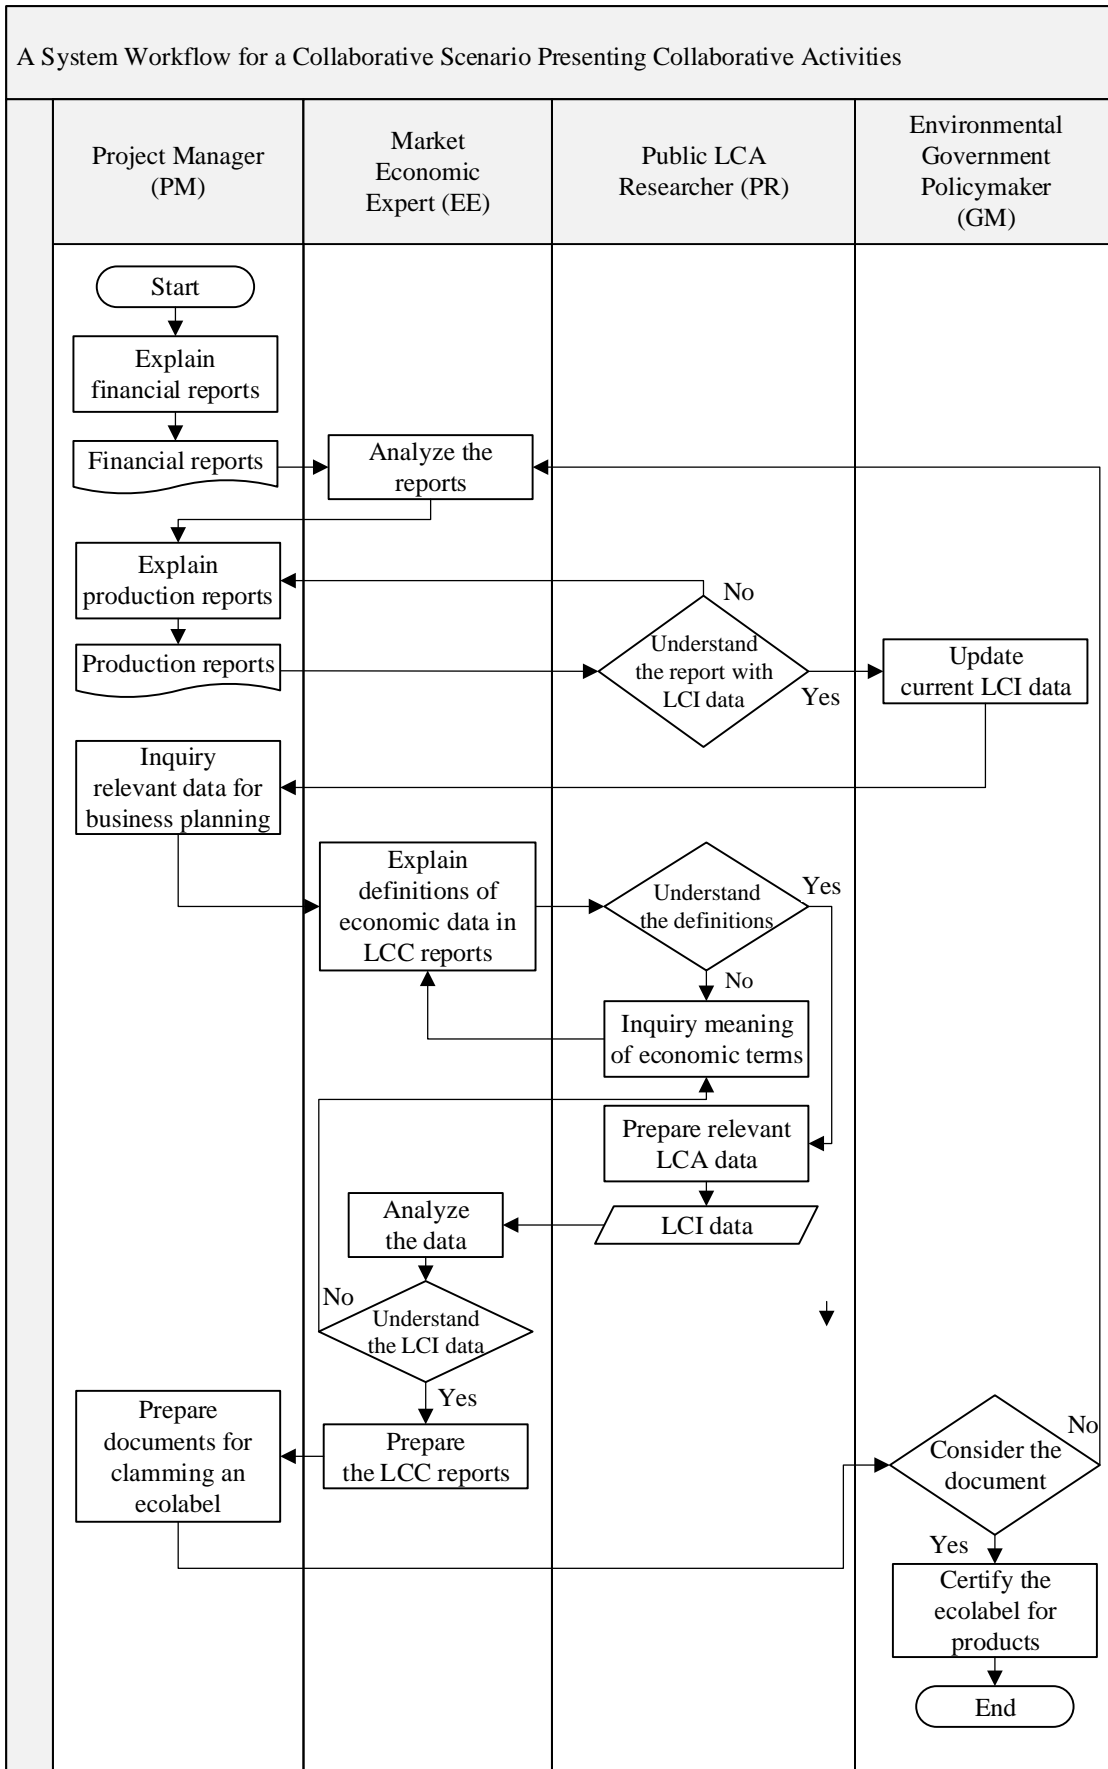 A System Workflow for a Collaborative Scenario Presenting Collaborative Activities
Project Manager
(PM)
Market
Economic
Expert (EE)
Public LCA
Researcher (PR)
Environmental
Government
Policymaker
(GM)
Start
Explain
financial reports
Financial reports
Analyze the
reports
Explain
production reports
No
Production reports
Understand
the report with
LCI data
Yes
Update
current LCI data
Inquiry
relevant data for
business planning
Explain
definitions of
economic data in
LCC reports
Understand
the definitions
Yes
No
Inquiry meaning
of economic terms
Prepare relevant
LCA data
LCI data
Analyze
the data
No
Understand
the LCI data
Yes
Prepare
the LCC reports
Prepare
documents for
clamming an
ecolabel
Consider the
document
No
Yes
Certify the
ecolabel for
products
End